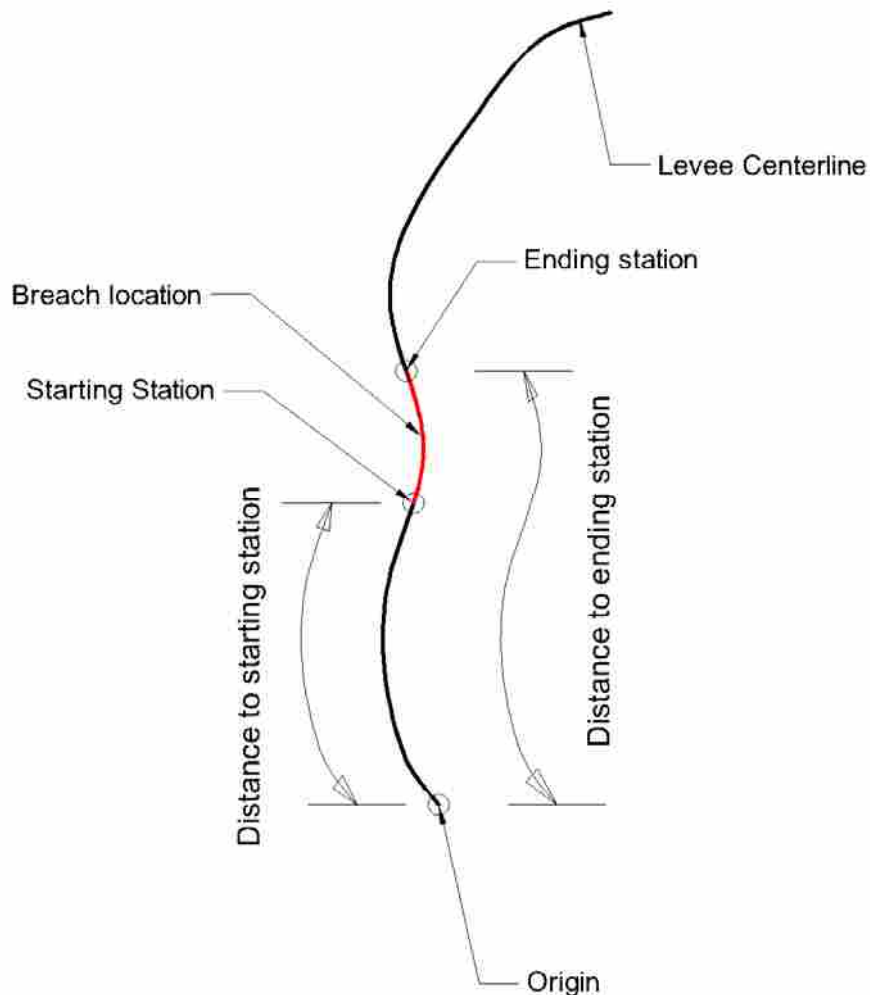 Levee Centerline
Ending station
Breach location
Starting Station
Distance to starting station
Distance to ending station
Origin